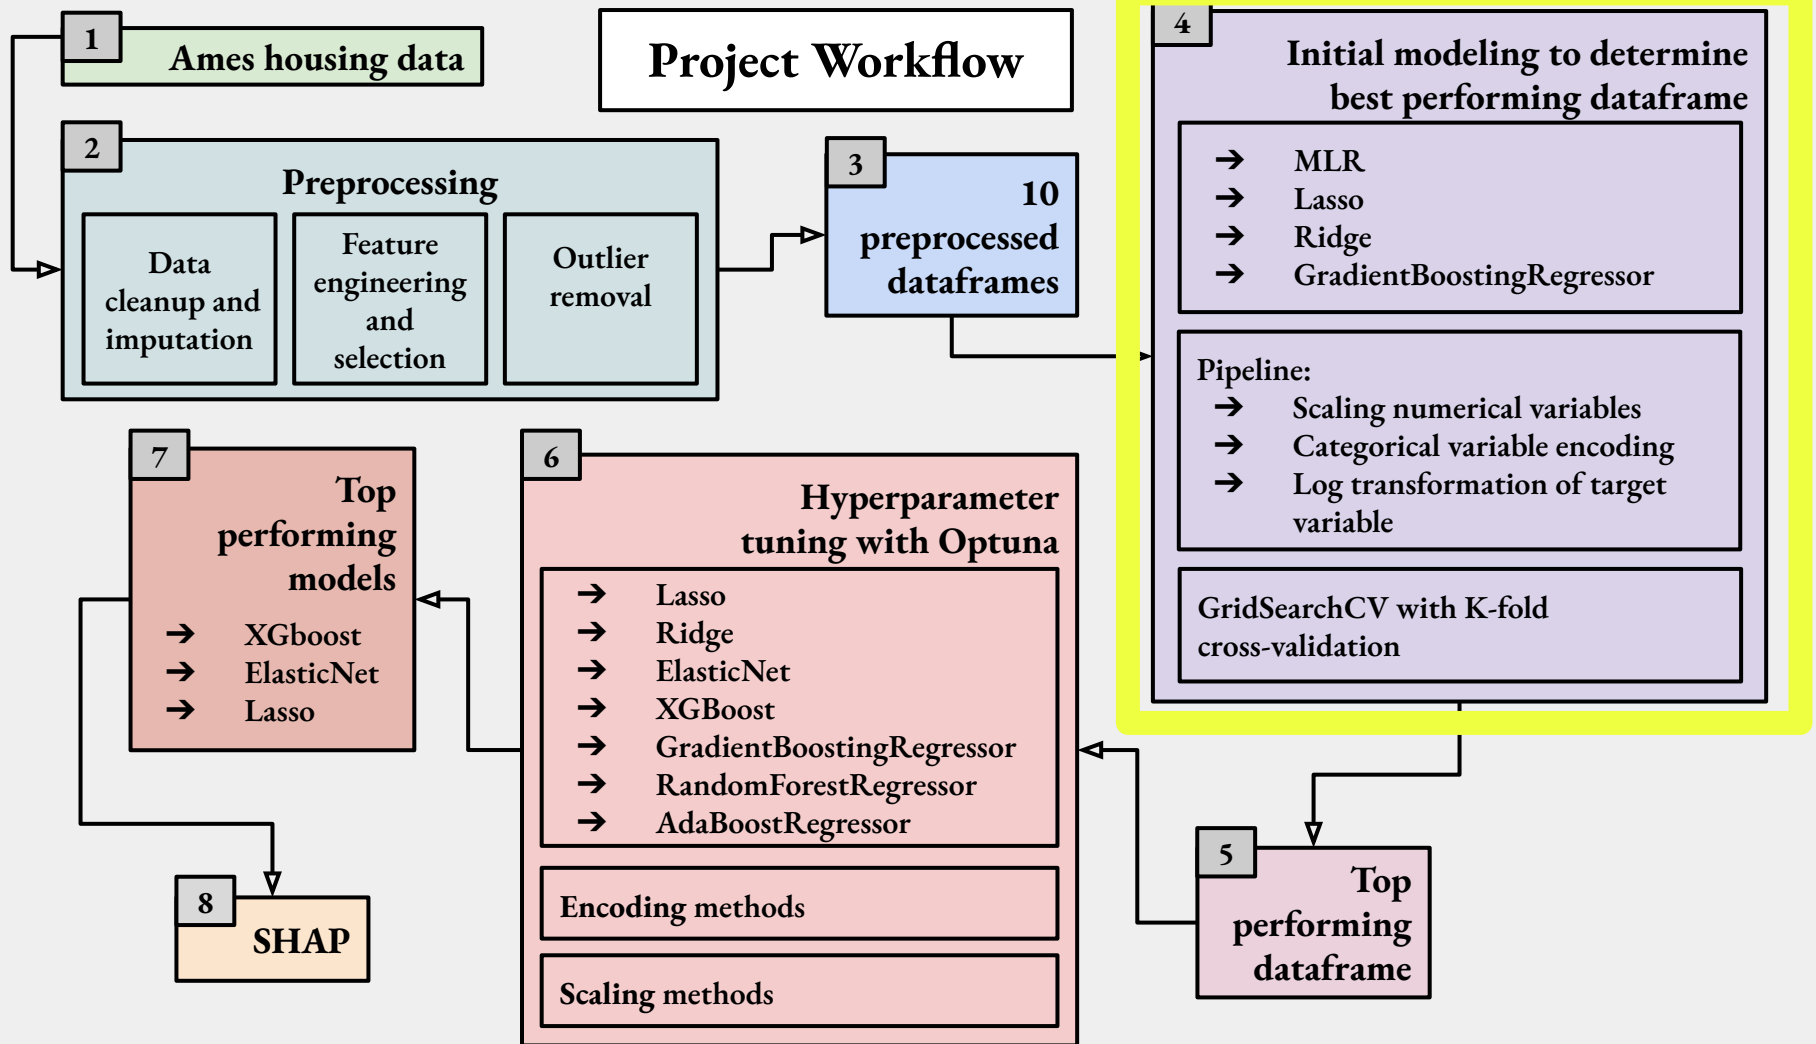 Project Workflow
1
Ames housing data
2
Preprocessing
Data
cleanup and
imputation
Feature
engineering
and
selection
Outlier
removal
3
10
preprocessed
dataframes
4
Initial modeling to determine
best performing dataframe
➔ MLR
➔ Lasso
➔ Ridge
➔ GradientBoostingRegressor
Pipeline:
➔ Scaling numerical variables
➔ Categorical variable encoding
➔ Log transformation of target
variable
GridSearchCV with K-fold
cross-validation
5
Top
performing
dataframe
6
Hyperparameter
tuning with Optuna
➔ Lasso
➔ Ridge
➔ ElasticNet
➔ XGBoost
➔ GradientBoostingRegressor
➔ RandomForestRegressor
➔ AdaBoostRegressor
Encoding methods
Scaling methods
7
Top
performing
models
➔ XGboost
➔ ElasticNet
➔ Lasso
8
SHAP